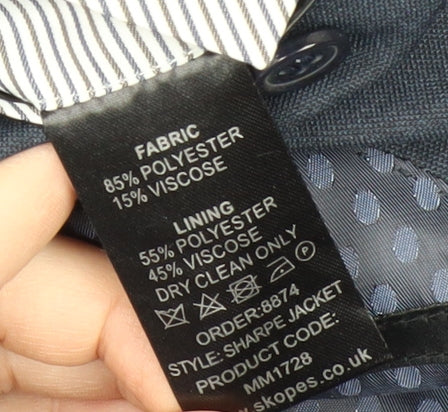 FABRIC
85% POLYESTER
15% VISCOSE
LINING
55% POLYESTER
45% VISCOSE
DRY CLEAN ONLY
P
ORDER:8874
STYLE: SHARPE JACKET
PRODUCT CODE:
MM1728
www.skopes.co.uk